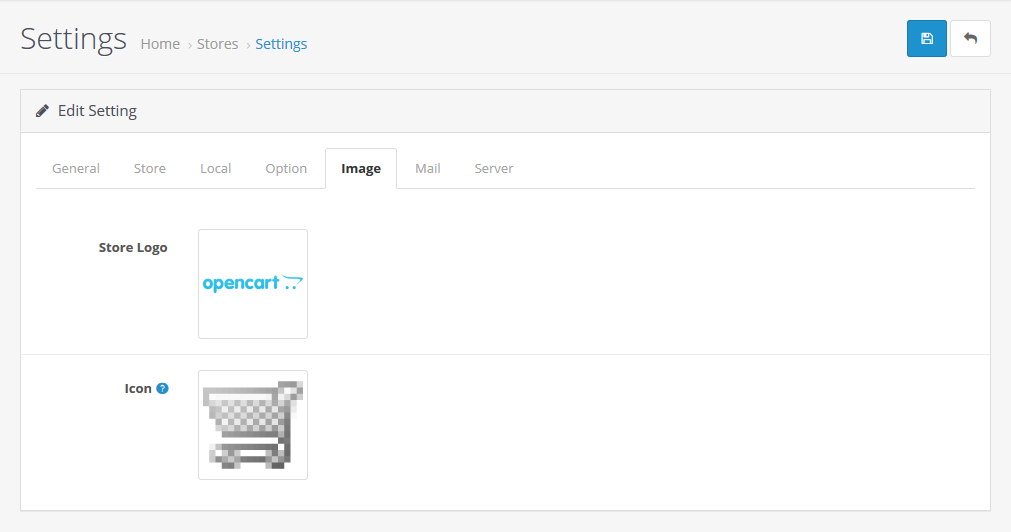 Settings Home › Stores › Settings
Edit Setting
General Store Local Option Image Mail Server
Store Logo
opencart
Icon ?